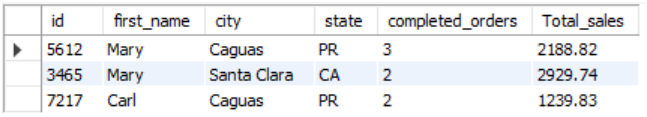 id first_name city state completed_orders Total_sales
5612 Mary Caguas PR 3 2188.82
3465 Mary Santa Clara CA 2 2929.74
7217 Carl Caguas PR 2 1239.83